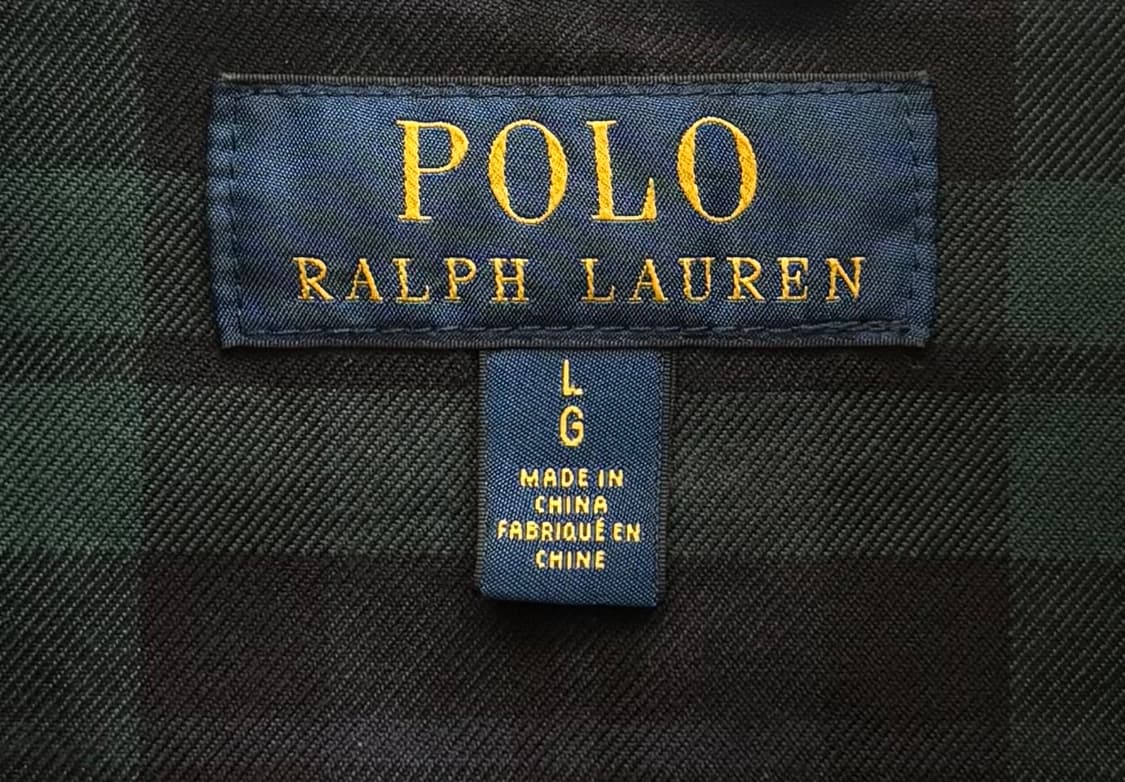 POLO
RALPH LAUREN
L
G
MADE IN
CHINA
FABRIQUÉ EN
CHINE